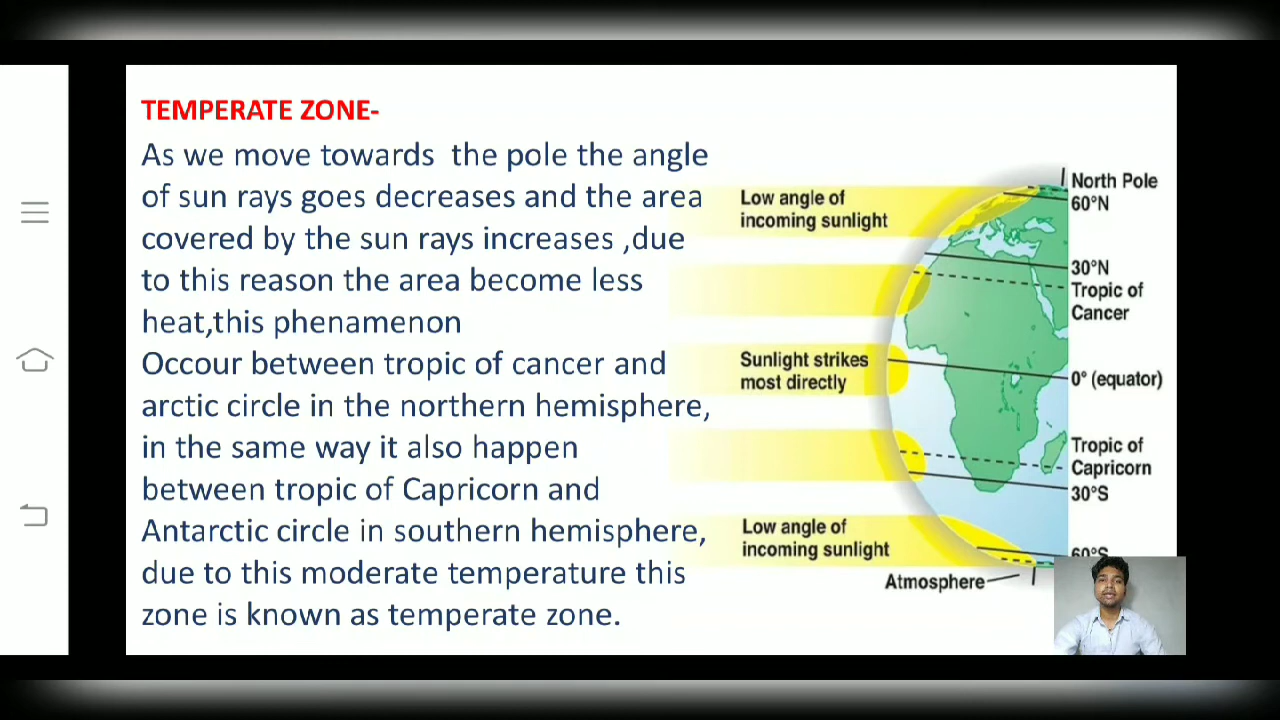 TEMPERATE ZONE-
As we move towards the pole the angle
of sun rays goes decreases and the area
covered by the sun rays increases ,due
to this reason the area become less
heat,this phenamenon
Occour between tropic of cancer and
arctic circle in the northern hemisphere,
in the same way it also happen
between tropic of Capricorn and
Antarctic circle in southern hemisphere,
due to this moderate temperature this
zone is known as temperate zone.
Low angle of
incoming sunlight
Sunlight strikes
most directly
Low angle of
incoming sunlight
Atmosphere
North Pole
60°N
30°N
Tropic of
Cancer
0° (equator)
Tropic of
Capricorn
30°S
60°S